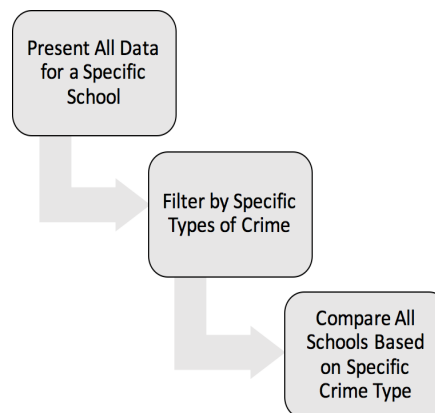 Present All Data
for a Specific
School
Filter by Specific
Types of Crime
Compare All
Schools Based
on Specific
Crime Type